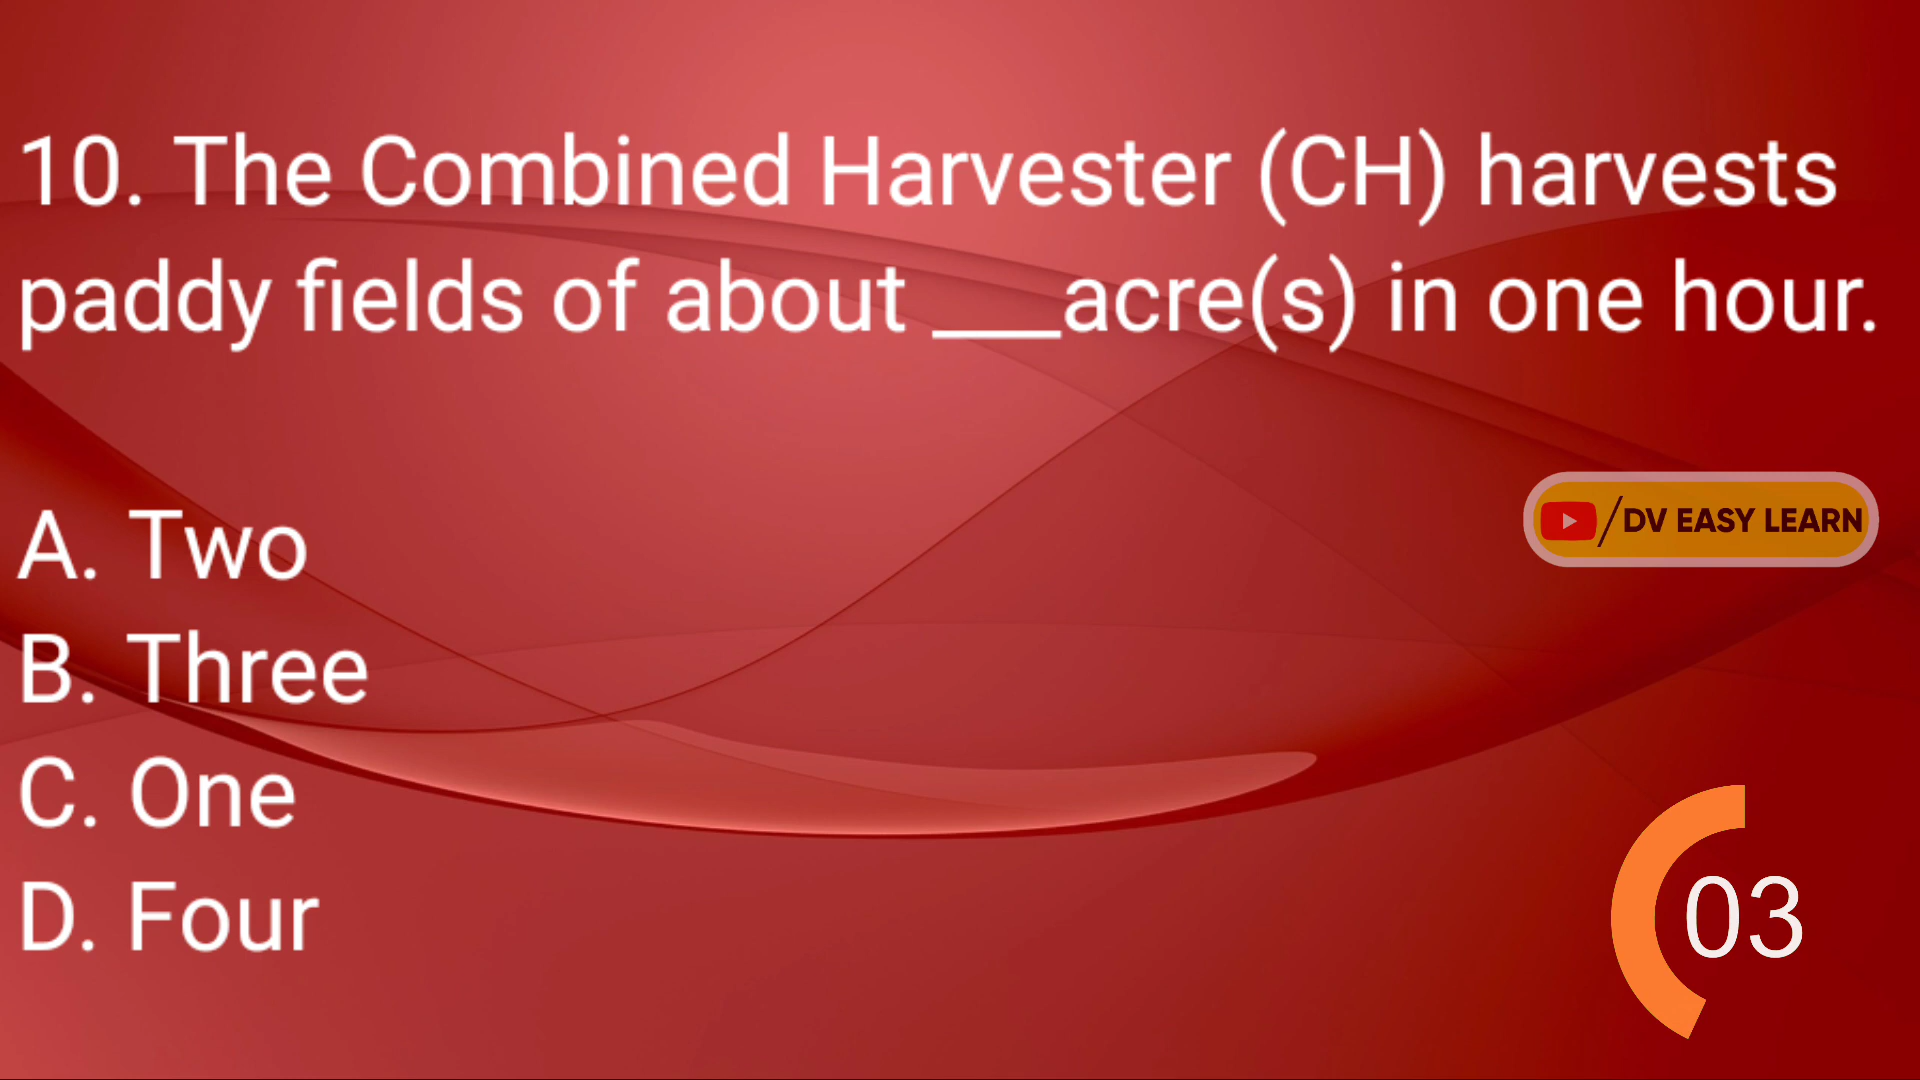 10. The Combined Harvester (CH) harvests
paddy fields of about ___acre(s) in one hour.
A. Two
B. Three
C. One
D. Four
/DV EASY LEARN
03